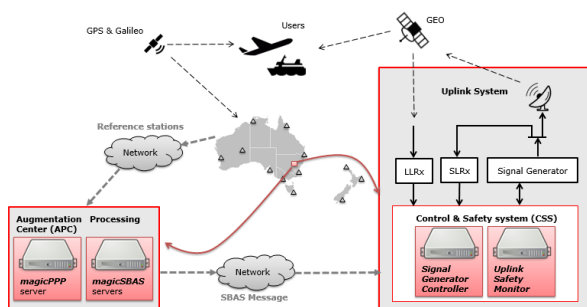 GPS & Galileo
Users
GEO
Uplink System
Reference stations
Network
LLRx
SLRx
Signal Generator
Augmentation
Center (APC)
Processing
magicPPP
server
magicSBAS
servers
Network
SBAS Message
Control & Safety system (CSS)
Signal
Generator
Controller
Uplink
Safety
Monitor